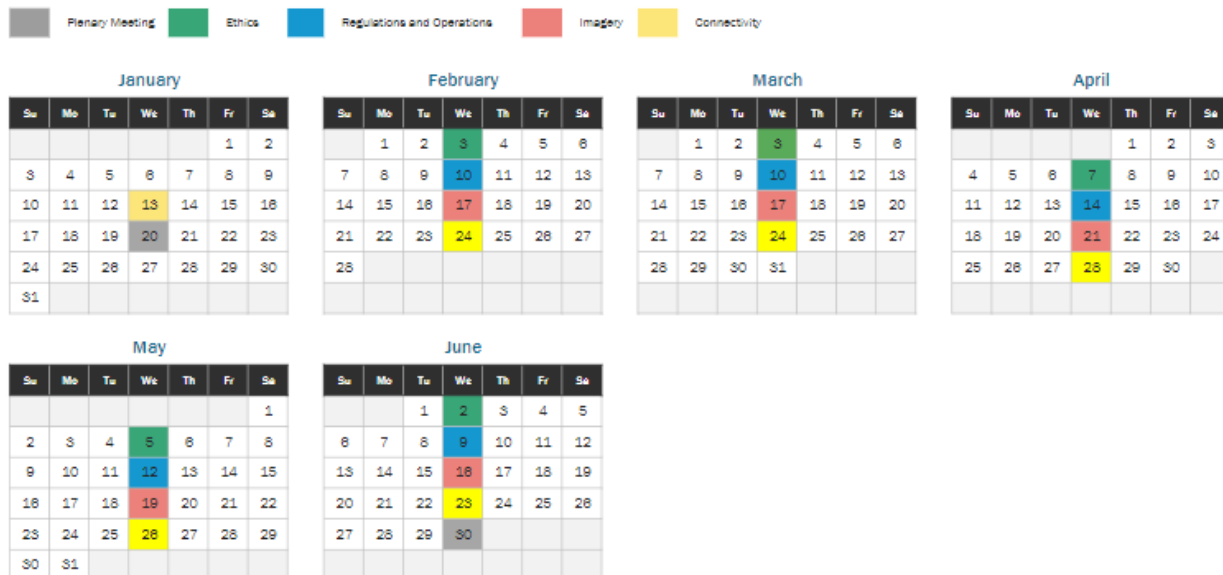 Plenary Meeting Ethics Regulations and Operations Imagery Connectivity
January February March April
Su Mo Tu We Th Fr Sa Su Mo Tu We Th Fr Sa Su Mo Tu We Th Fr Sa Su Mo Tu We Th Fr Sa
1 2 1 2 3 4 5 6 1 2 3 4 5 6 1 2 3
3 4 5 6 7 8 9 7 8 9 10 11 12 13 7 8 9 10 11 12 13 4 5 6 7 8 9 10
10 11 12 13 14 15 16 14 15 16 17 18 19 20 14 15 16 17 18 19 20 11 12 13 14 15 16 17
17 18 19 20 21 22 23 21 22 23 24 25 26 27 21 22 23 24 25 26 27 18 19 20 21 22 23 24
24 25 26 27 28 29 30 28 28 29 30 31 25 26 27 28 29 30
31
May June
Su Mo Tu We Th Fr Sa Su Mo Tu We Th Fr Sa
1 1 2 3 4 5
2 3 4 5 6 7 8 6 7 8 9 10 11 12
9 10 11 12 13 14 15 13 14 15 16 17 18 19
16 17 18 19 20 21 22 20 21 22 23 24 25 26
23 24 25 26 27 28 29 27 28 29 30
30 31